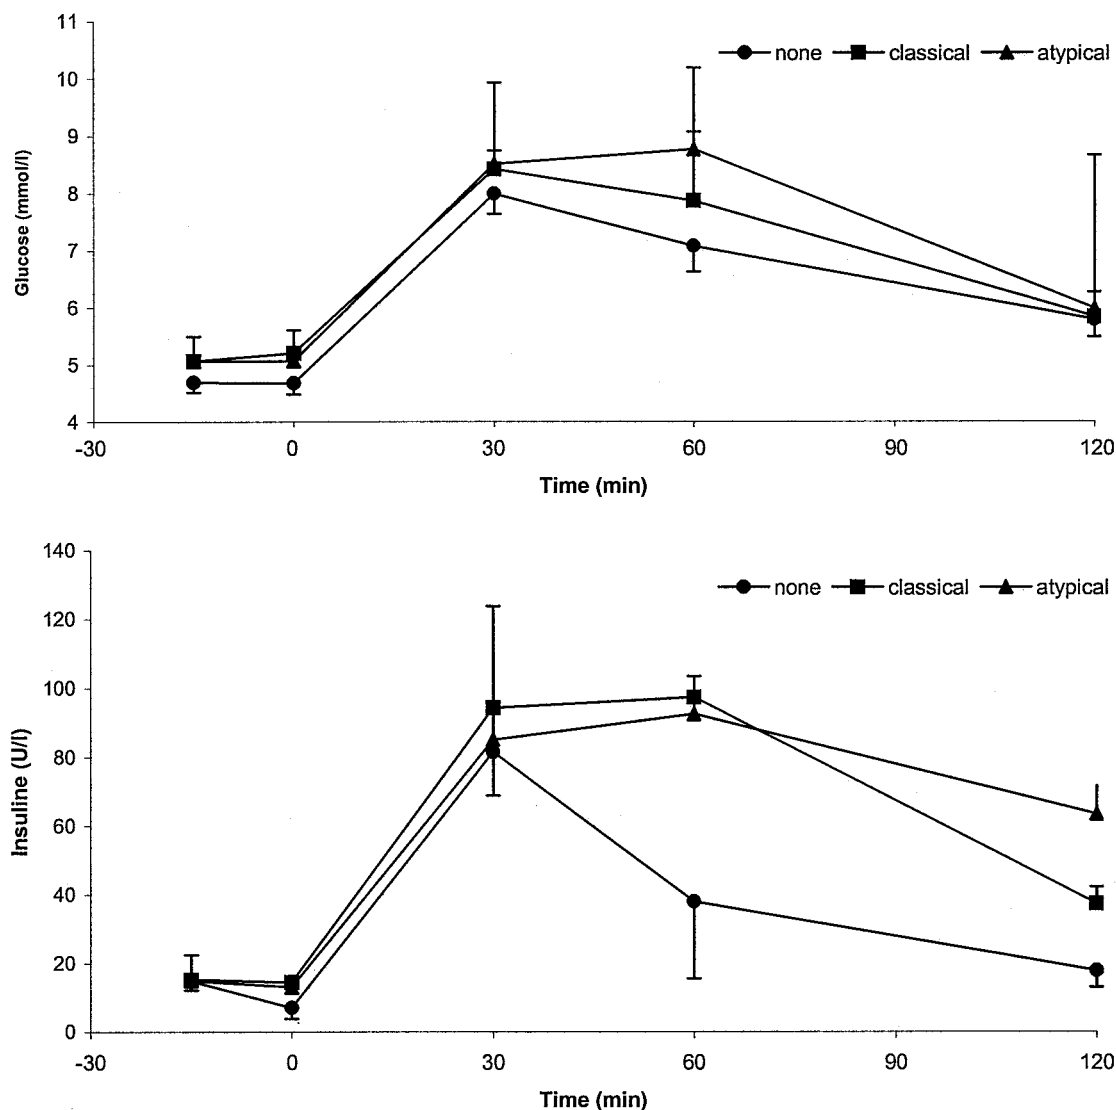 11
10
9
8
7
6
5
4
Glucose (mmol/l)
none classical atypical
-30 0 30 60 90 120
Time (min)
140
120
100
80
60
40
20
0
Insuline (U/l)
none classical atypical
-30 0 30 60 90 120
Time (min)